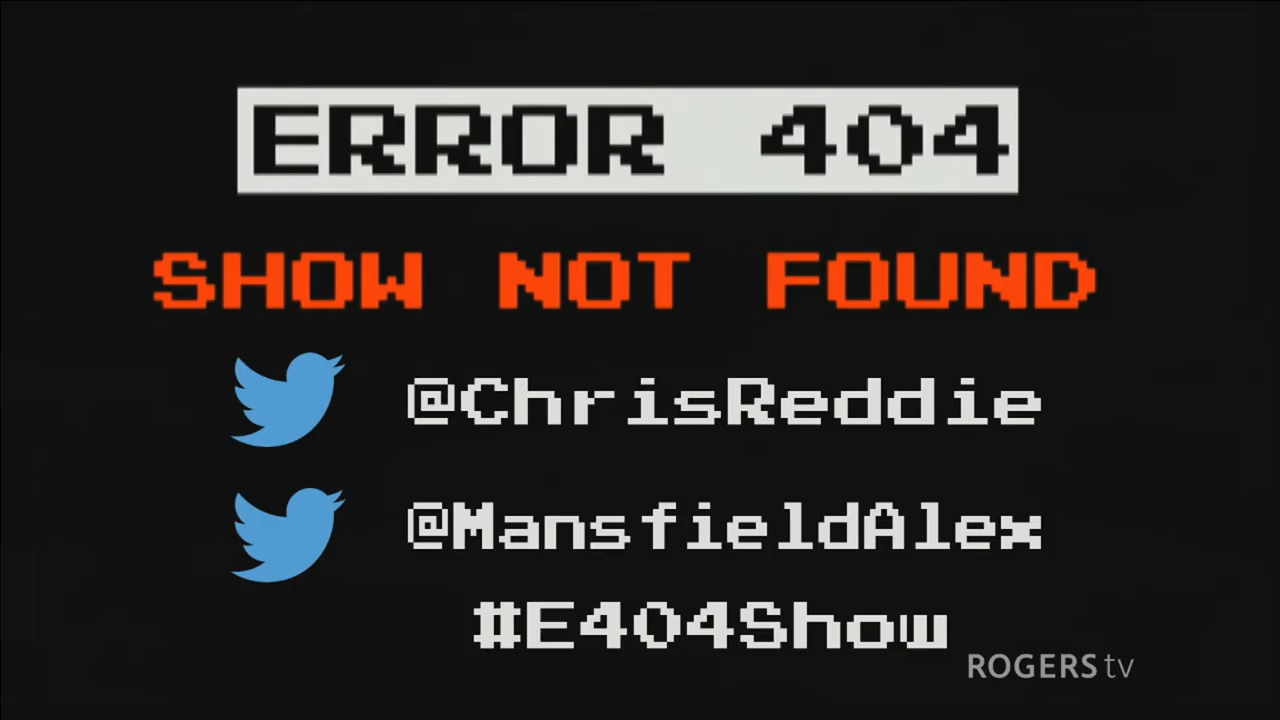 ERROR 404
SHOW NOT FOUND
@ChrisReddie
@MansfieldAlex
#E404Show
ROGERS tv